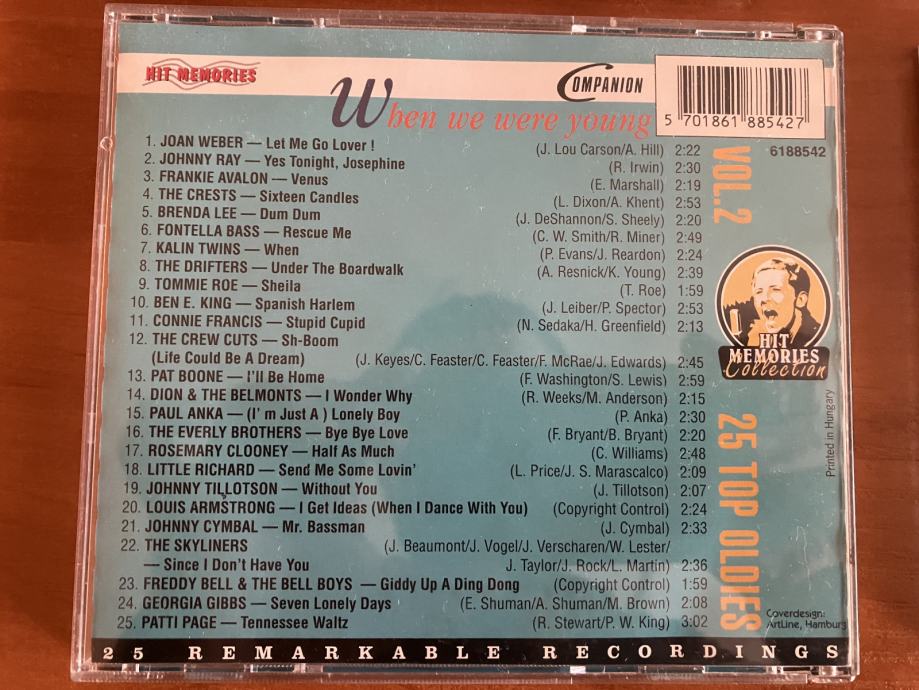 HIT MEMORIES
COMPANION
When we were young
5 701861 885427
6188542
VOL. 2
1. JOAN WEBER — Let Me Go Lover ! (J. Lou Carson/A. Hill) 2:22
2. JOHNNY RAY — Yes Tonight, Josephine (R. Irwin) 2:30
3. FRANKIE AVALON — Venus (E. Marshall) 2:19
4. THE CRESTS — Sixteen Candles (L. Dixon/A. Khent) 2:53
5. BRENDA LEE — Dum Dum (J. DeShannon/S. Sheely) 2:20
6. FONTELLA BASS — Rescue Me (C. W. Smith/R. Miner) 2:49
7. KALIN TWINS — When (P. Evans/J. Reardon) 2:24
8. THE DRIFTERS — Under The Boardwalk (A. Resnick/K. Young) 2:39
9. TOMMIE ROE — Sheila (T. Roe) 1:59
10. BEN E. KING — Spanish Harlem (J. Leiber/P. Spector) 2:53
11. CONNIE FRANCIS — Stupid Cupid (N. Sedaka/H. Greenfield) 2:13
12. THE CREW CUTS — Sh-Boom
(Life Could Be A Dream) (J. Keyes/C. Feaster/C. Feaster/F. McRae/J. Edwards) 2:45
13. PAT BOONE — I'll Be Home (F. Washington/S. Lewis) 2:59
14. DION & THE BELMONTS — I Wonder Why (R. Weeks/M. Anderson) 2:15
15. PAUL ANKA — (I' m Just A ) Lonely Boy (P. Anka) 2:30
16. THE EVERLY BROTHERS — Bye Bye Love (F. Bryant/B. Bryant) 2:20
17. ROSEMARY CLOONEY — Half As Much (C. Williams) 2:48
18. LITTLE RICHARD — Send Me Some Lovin' (L. Price/J. S. Marascalco) 2:09
19. JOHNNY TILLOTSON — Without You (J. Tillotson) 2:07
20. LOUIS ARMSTRONG — I Get Ideas (When I Dance With You) (Copyright Control) 2:24
21. JOHNNY CYMBAL — Mr. Bassman (J. Cymbal) 2:33
22. THE SKYLINERS (J. Beaumont/J. Vogel/J. Verscharen/W. Lester/
— Since I Don't Have You J. Taylor/J. Rock/L. Martin) 2:36
23. FREDDY BELL & THE BELL BOYS — Giddy Up A Ding Dong (Copyright Control) 1:59
24. GEORGIA GIBBS — Seven Lonely Days (E. Shuman/A. Shuman/M. Brown) 2:08
25. PATTI PAGE — Tennessee Waltz (R. Stewart/P. W. King) 3:02
HIT
MEMORIES
Collection
Printed in Hungary
25 TOP OLDIES
Coverdesign:
ArtLine, Hamburg
25 REMARKABLE RECORDINGS